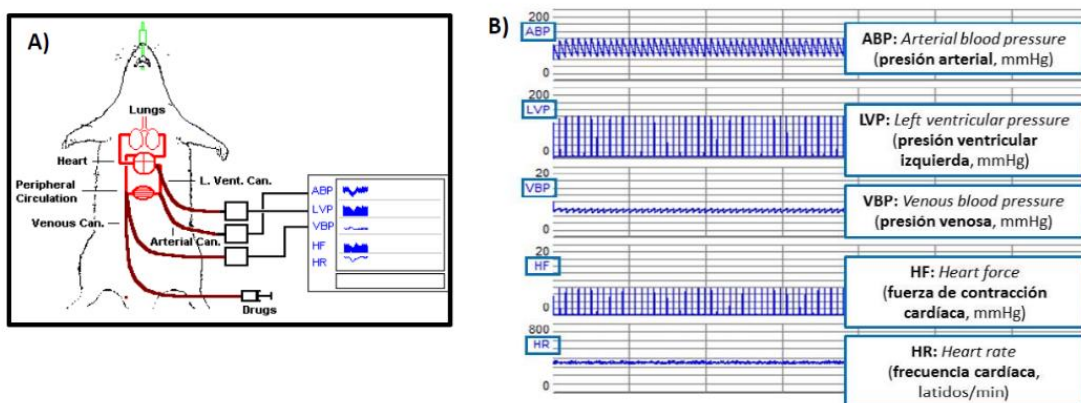 A)
Lungs
Heart
L. Vent. Can.
Peripheral
Circulation
Venous Can.
Arterial Can.
Drugs
ABP
LVP
VBP
HF
HR
B)
200
ABP
0
ABP: Arterial blood pressure
(presión arterial, mmHg)
200
LVP
0
LVP: Left ventricular pressure
(presión ventricular
izquierda, mmHg)
20
VBP
0
VBP: Venous blood pressure
(presión venosa, mmHg)
20
HF
0
HF: Heart force
(fuerza de contracción
cardíaca, mmHg)
800
HR
0
HR: Heart rate
(frecuencia cardíaca,
latidos/min)